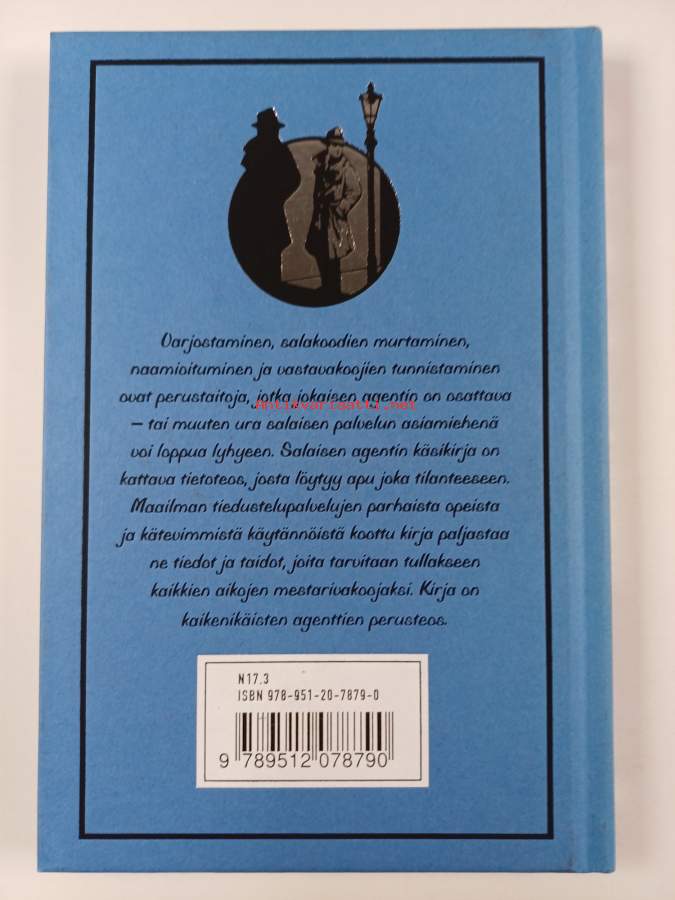 Varjostaminen, salakoodien murtaminen,
naamioituminen ja vastavakoojien tunnistaminen
ovat perustaitoja, jotka jokaisen agentin on osattava
Antikvariaatti.net
– tai muuten ura salaisen palvelun asiamiehenä
voi loppua lyhyeen. Salaisen agentin käsikirja on
kattava tietoteos, josta löytyy apu joka tilanteeseen.
Maailman tiedustelupalvelujen parhaista opeista
ja kätevimmistä käytännöistä koottu kirja paljastaa
ne tiedot ja taidot, joita tarvitaan tullakseen
kaikkien aikojen mestarivakoojaksi. Kirja on
kaikenikäisten agenttien perusteos.
N17.3
ISBN 978-951-20-7879-0
9 789512 078790